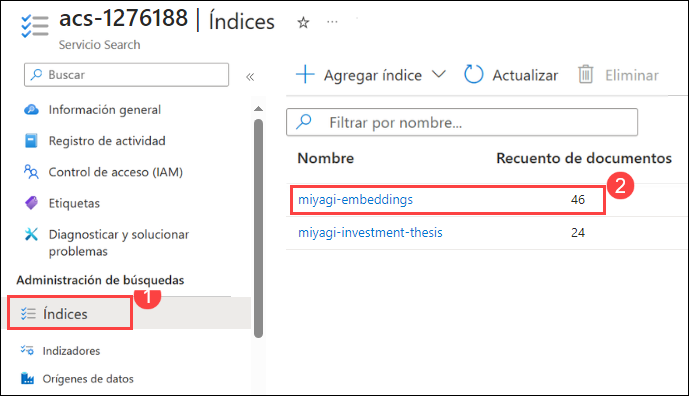 acs-1276188 | Índices
Servicio Search
Buscar
Información general
Registro de actividad
Control de acceso (IAM)
Etiquetas
Diagnosticar y solucionar
problemas
Administración de búsquedas
1
Índices
Indizadores
Orígenes de datos
Agregar índice
Actualizar
Eliminar
Filtrar por nombre...
Nombre Recuento de documentos
2
miyagi-embeddings 46
miyagi-investment-thesis 24